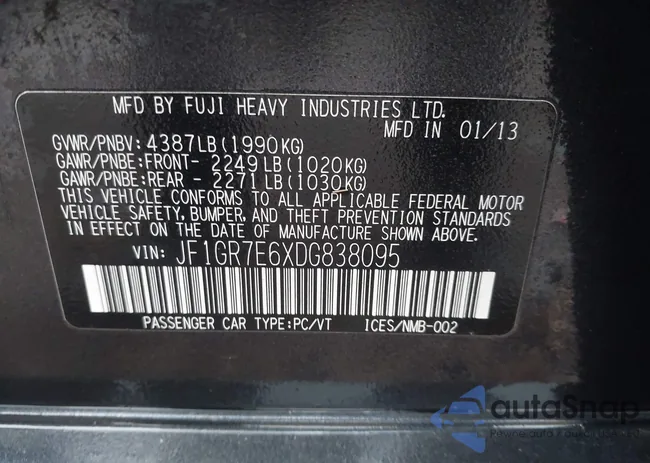 MFD BY FUJI HEAVY INDUSTRIES LTD.
MFD IN 01/13
GVWR/PNBV: 4387LB(1990KG)
GAWR/PNBE:FRONT- 2249LB(1020KG)
GAWR/PNBE:REAR - 2271LB(1030KG)
THIS VEHICLE CONFORMS TO ALL APPLICABLE FEDERAL MOTOR
VEHICLE SAFETY, BUMPER, AND THEFT PREVENTION STANDARDS
IN EFFECT ON THE DATE OF MANUFACTURE SHOWN ABOVE.
VIN: JF1GR7E6XDG838095
PASSENGER CAR TYPE:PC/VT ICES/NMB-002
autoSnap